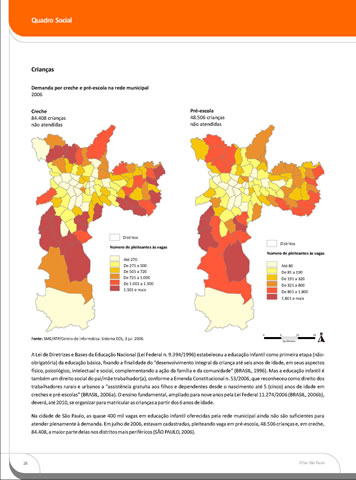 Quadro Social
Crianças
Demanda por creche e pré-escola na rede municipal
2006
Creche
84.408 crianças
não atendidas
Pré-escola
48.506 crianças
não atendidas
Distritos
Número de pleiteantes às vagas
Até 275
De 275 a 500
De 501 a 720
De 721 a 1.000
De 1.001 a 1.500
1.501 e mais
Distritos
Número de pleiteantes às vagas
Até 80
De 81 a 190
De 191 a 320
De 321 a 800
De 801 a 1.800
1.801 e mais
Fonte: SME/ATP/Centro de Informática. Sistema EOL, 3 jul. 2006.
A Lei de Diretrizes e Bases da Educação Nacional (Lei Federal n. 9.394/1996) estabeleceu a educação infantil como primeira etapa (não-
obrigatória) da educação básica, fixando a finalidade do "desenvolvimento integral da criança até seis anos de idade, em seus aspectos
físico, psicológico, intelectual e social, complementando a ação da família e da comunidade" (BRASIL, 1996). Mas a educação infantil é
também um direito social do pai/mãe trabalhador(a), conforme a Emenda Constitucional n. 53/2006, que reconheceu como direito dos
trabalhadores rurais e urbanos a "assistência gratuita aos filhos e dependentes desde o nascimento até 5 (cinco) anos de idade em
creches e pré-escolas" (BRASIL, 2006a). O ensino fundamental, ampliado para nove anos pela Lei Federal 11.274/2006 (BRASIL, 2006b),
deverá, até 2010, se organizar para matricular as crianças a partir dos 6 anos de idade.
Na cidade de São Paulo, as quase 400 mil vagas em educação infantil oferecidas pela rede municipal ainda não são suficientes para
atender plenamente à demanda. Em julho de 2006, estavam cadastradas, pleiteando vaga em pré-escola, 48.506 crianças e, em creche,
84.408, a maior parte delas nos distritos mais periféricos (SÃO PAULO, 2006).
São Paulo